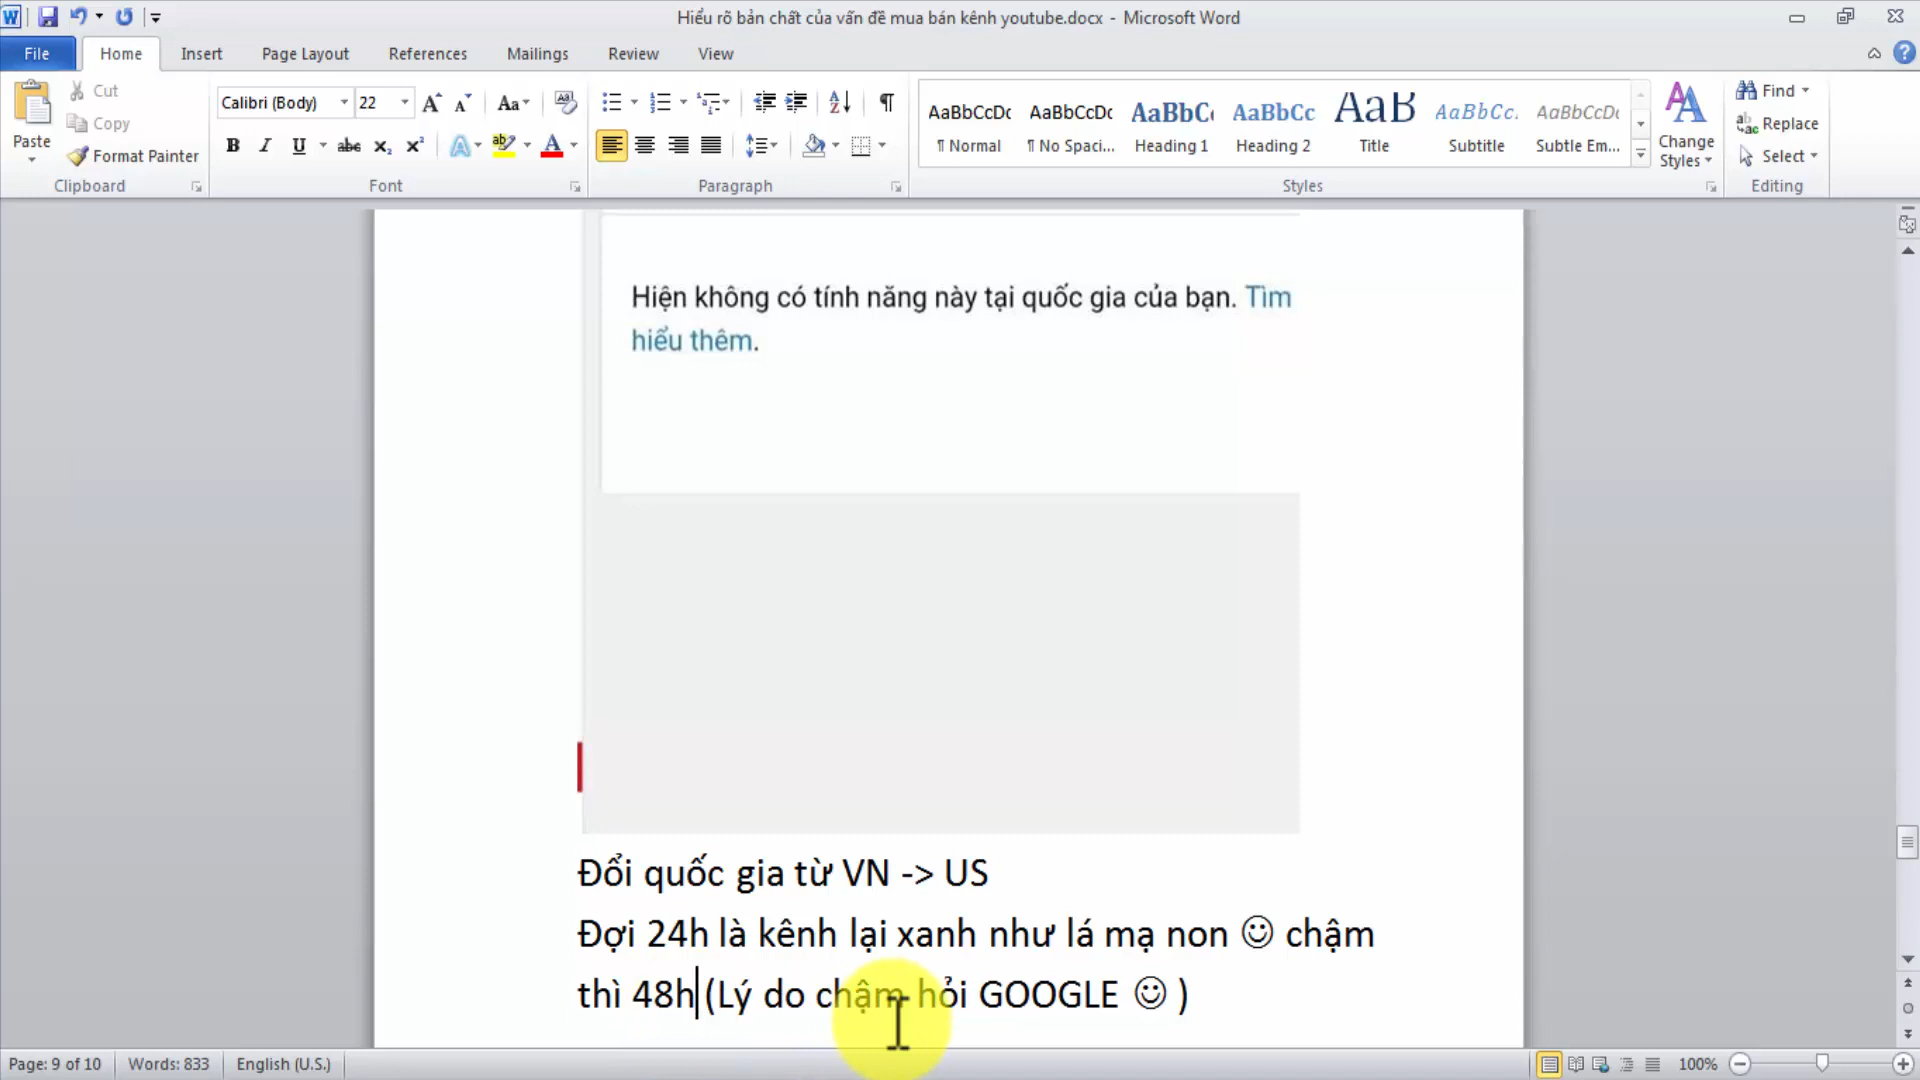 Hiểu rõ bản chất của vấn đề mua bán kênh youtube.docx - Microsoft Word
File Home Insert Page Layout References Mailings Review View
Paste
Cut
Copy
Format Painter
Clipboard
Calibri (Body) 22
Font
Paragraph
AaBbCcDc AaBbCcDc AaBbC AaBbCc AaB AaBbCc. AaBbCcDc
¶ Normal ¶ No Spaci... Heading 1 Heading 2 Title Subtitle Subtle Em...
Change
Styles
Styles
Find
Replace
Select
Editing
Hiện không có tính năng này tại quốc gia của bạn. Tìm
hiểu thêm.
Đổi quốc gia từ VN -> US
Đợi 24h là kênh lại xanh như lá mạ non ☺ chậm
thì 48h (Lý do chậm hỏi GOOGLE ☺ )
Page: 9 of 10 Words: 833 English (U.S.) 100%